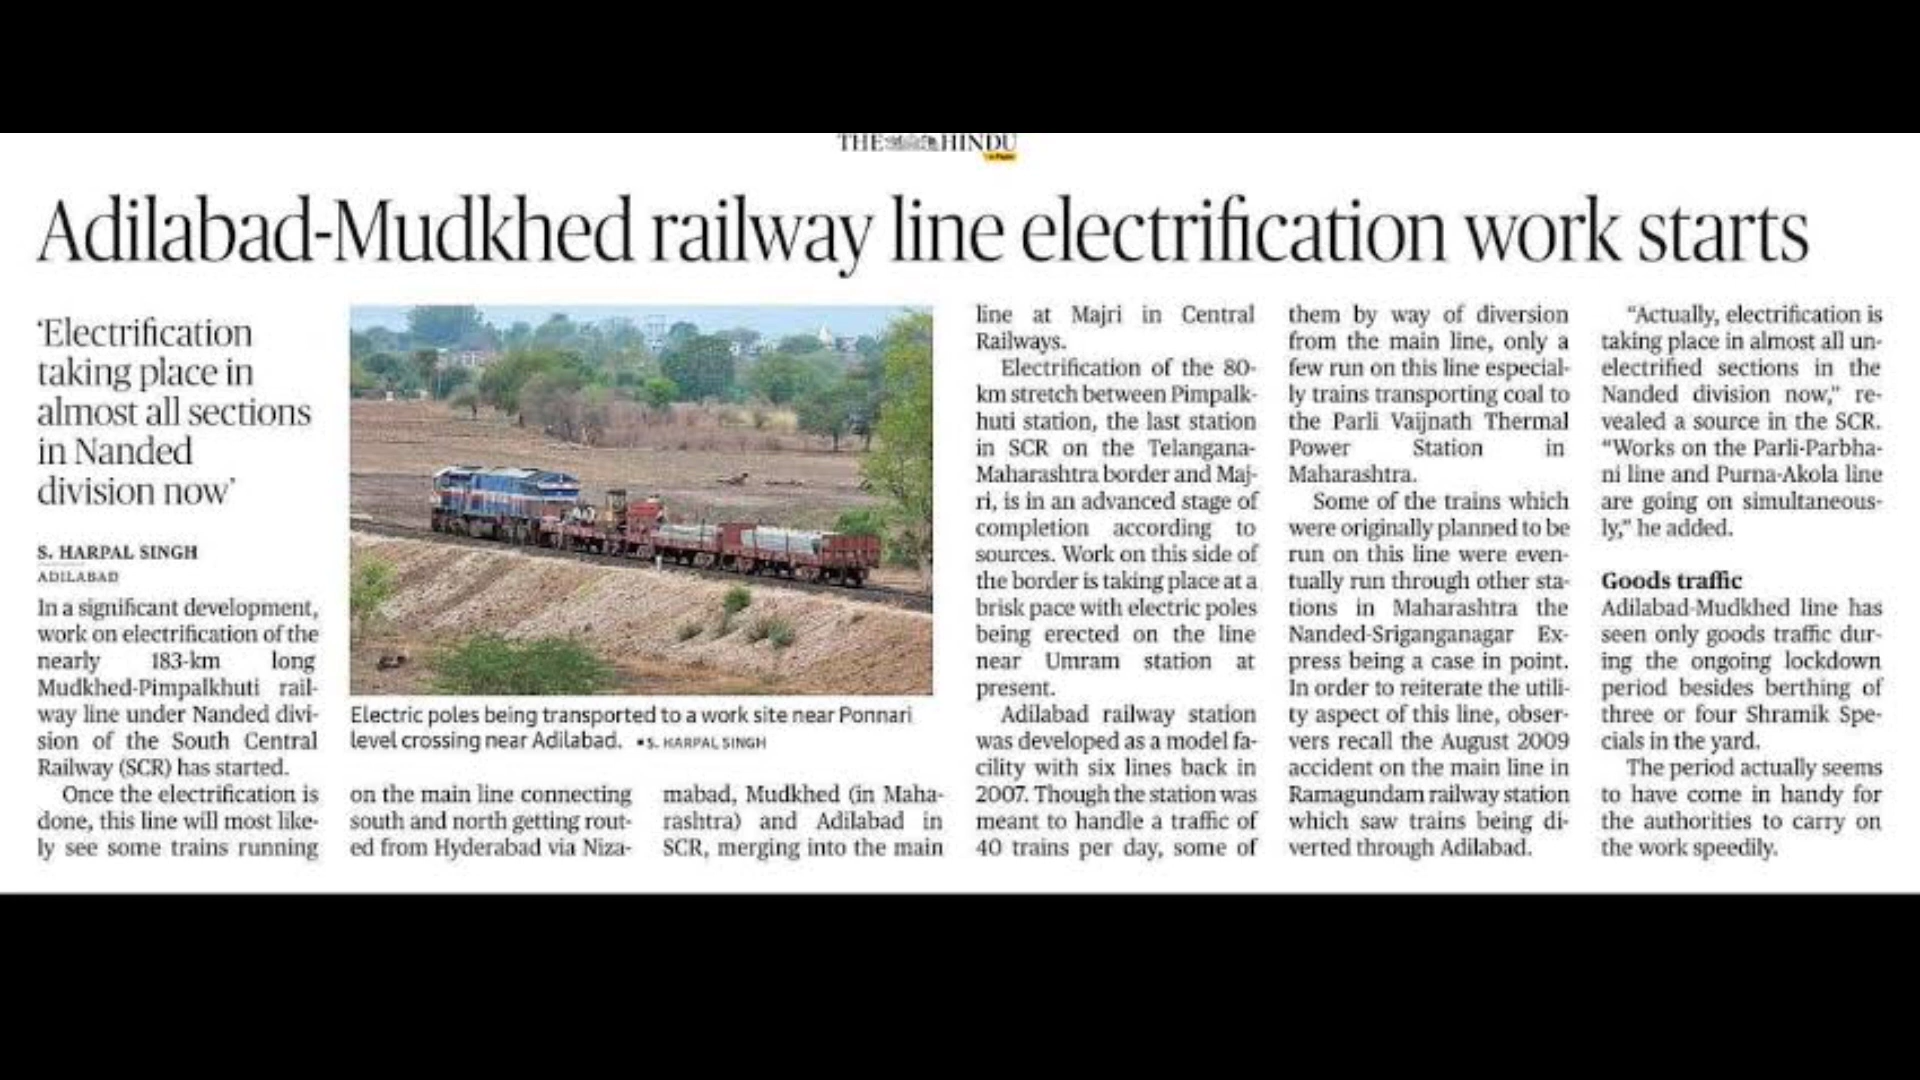 THE HINDU
Adilabad-Mudkhed railway line electrification work starts
‘Electrification
taking place in
almost all sections
in Nanded
division now’
S. HARPAL SINGH
ADILABAD
In a significant development,
work on electrification of the
nearly 183-km long
Mudkhed-Pimpalkhuti rail-
way line under Nanded divi-
sion of the South Central
Railway (SCR) has started.
Once the electrification is
done, this line will most like-
ly see some trains running
Electric poles being transported to a work site near Ponnari
level crossing near Adilabad. • S. HARPAL SINGH
on the main line connecting
south and north getting rout-
ed from Hyderabad via Niza-
mabad, Mudkhed (in Maha-
rashtra) and Adilabad in
SCR, merging into the main
line at Majri in Central
Railways.
Electrification of the 80-
km stretch between Pimpalk-
huti station, the last station
in SCR on the Telangana-
Maharashtra border and Maj-
ri, is in an advanced stage of
completion according to
sources. Work on this side of
the border is taking place at a
brisk pace with electric poles
being erected on the line
near Umram station at
present.
Adilabad railway station
was developed as a model fa-
cility with six lines back in
2007. Though the station was
meant to handle a traffic of
40 trains per day, some of
them by way of diversion
from the main line, only a
few run on this line especial-
ly trains transporting coal to
the Parli Vaijnath Thermal
Power Station in
Maharashtra.
Some of the trains which
were originally planned to be
run on this line were even-
tually run through other sta-
tions in Maharashtra the
Nanded-Sriganganagar Ex-
press being a case in point.
In order to reiterate the utili-
ty aspect of this line, obser-
vers recall the August 2009
accident on the main line in
Ramagundam railway station
which saw trains being di-
verted through Adilabad.
“Actually, electrification is
taking place in almost all un-
electrified sections in the
Nanded division now,” re-
vealed a source in the SCR.
“Works on the Parli-Parbha-
ni line and Purna-Akola line
are going on simultaneous-
ly,” he added.
Goods traffic
Adilabad-Mudkhed line has
seen only goods traffic dur-
ing the ongoing lockdown
period besides berthing of
three or four Shramik Spe-
cials in the yard.
The period actually seems
to have come in handy for
the authorities to carry on
the work speedily.